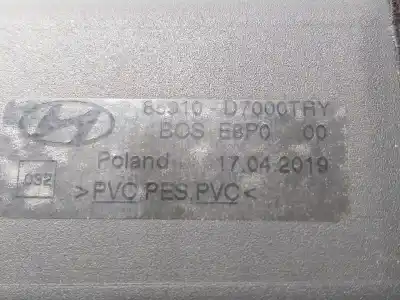 85910-D7000TRY
BCS E8P0 00
Poland 17.04.2019
032
>PVC,PES,PVC<